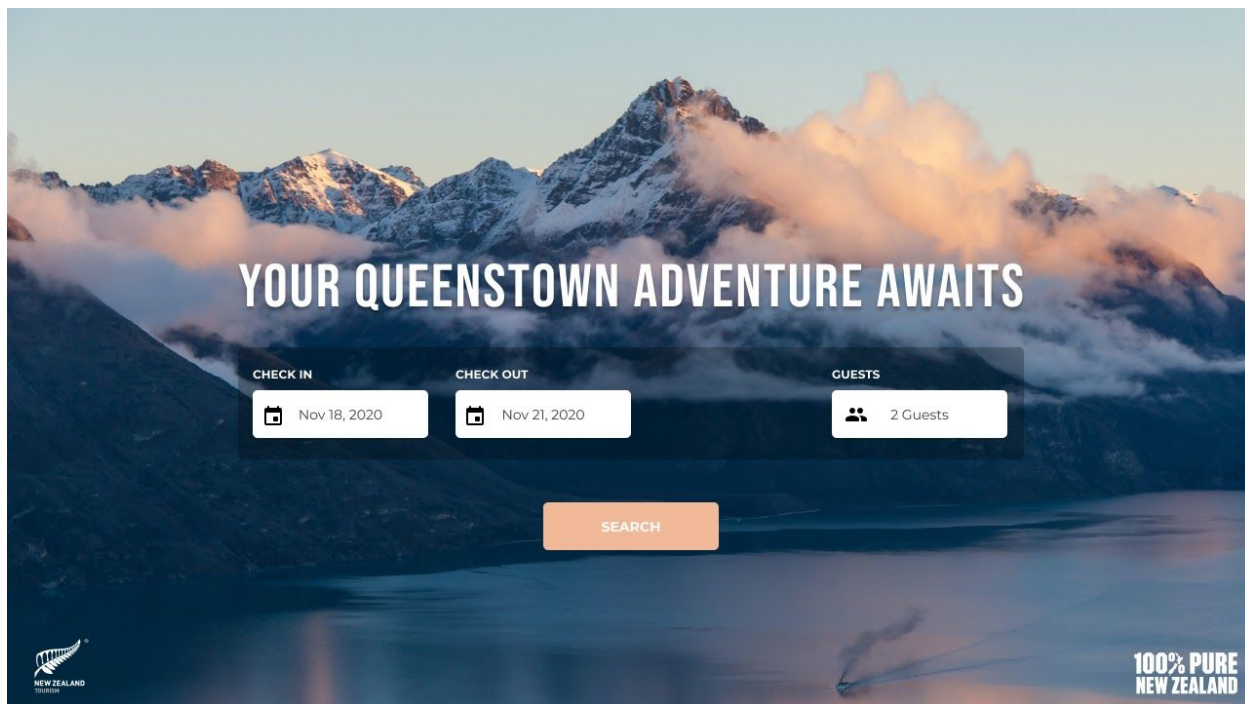 YOUR QUEENSTOWN ADVENTURE AWAITS
CHECK IN
CHECK OUT
GUESTS
Nov 18, 2020
Nov 21, 2020
2 Guests
SEARCH
NEW ZEALAND
TOURISM
100% PURE
NEW ZEALAND